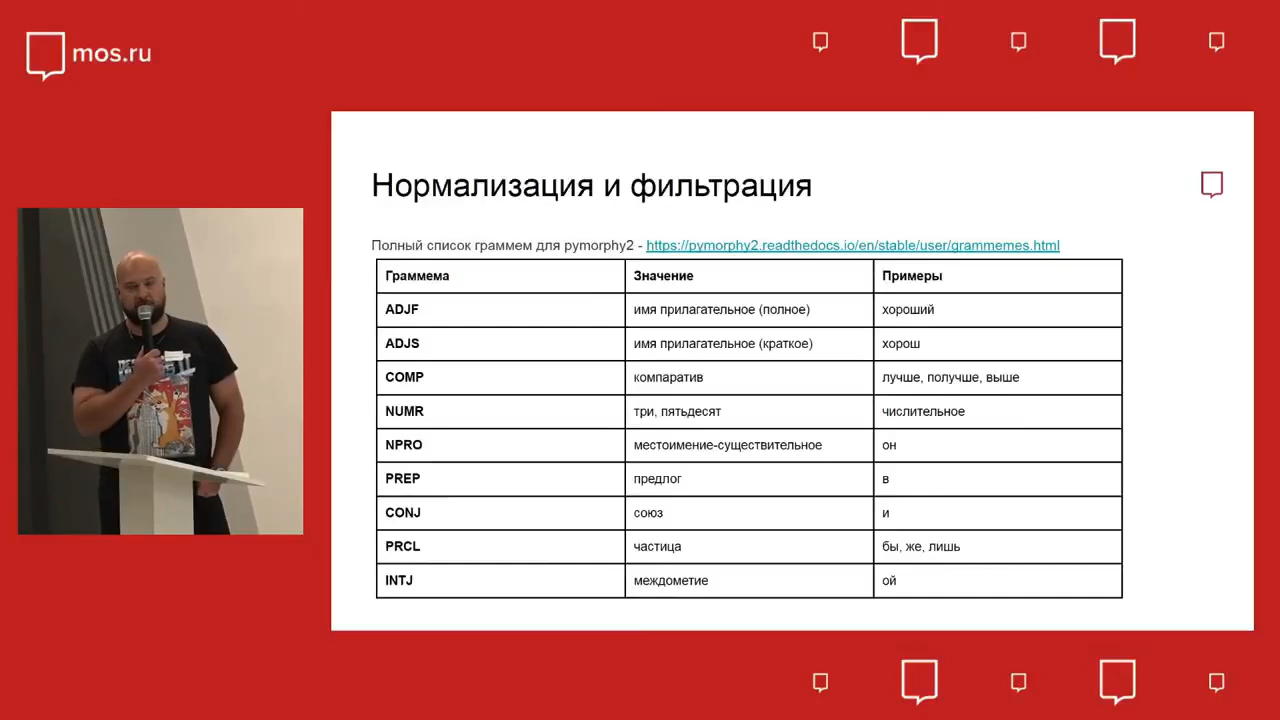 mos.ru
Нормализация и фильтрация
Полный список граммем для pymorphy2 - https://pymorphy2.readthedocs.io/en/stable/user/grammemes.html
Граммема Значение Примеры
ADJF имя прилагательное (полное) хороший
ADJS имя прилагательное (краткое) хорош
COMP компаратив лучше, получше, выше
NUMR три, пятьдесят числительное
NPRO местоимение-существительное он
PREP предлог в
CONJ союз и
PRCL частица бы, же, лишь
INTJ междометие ой